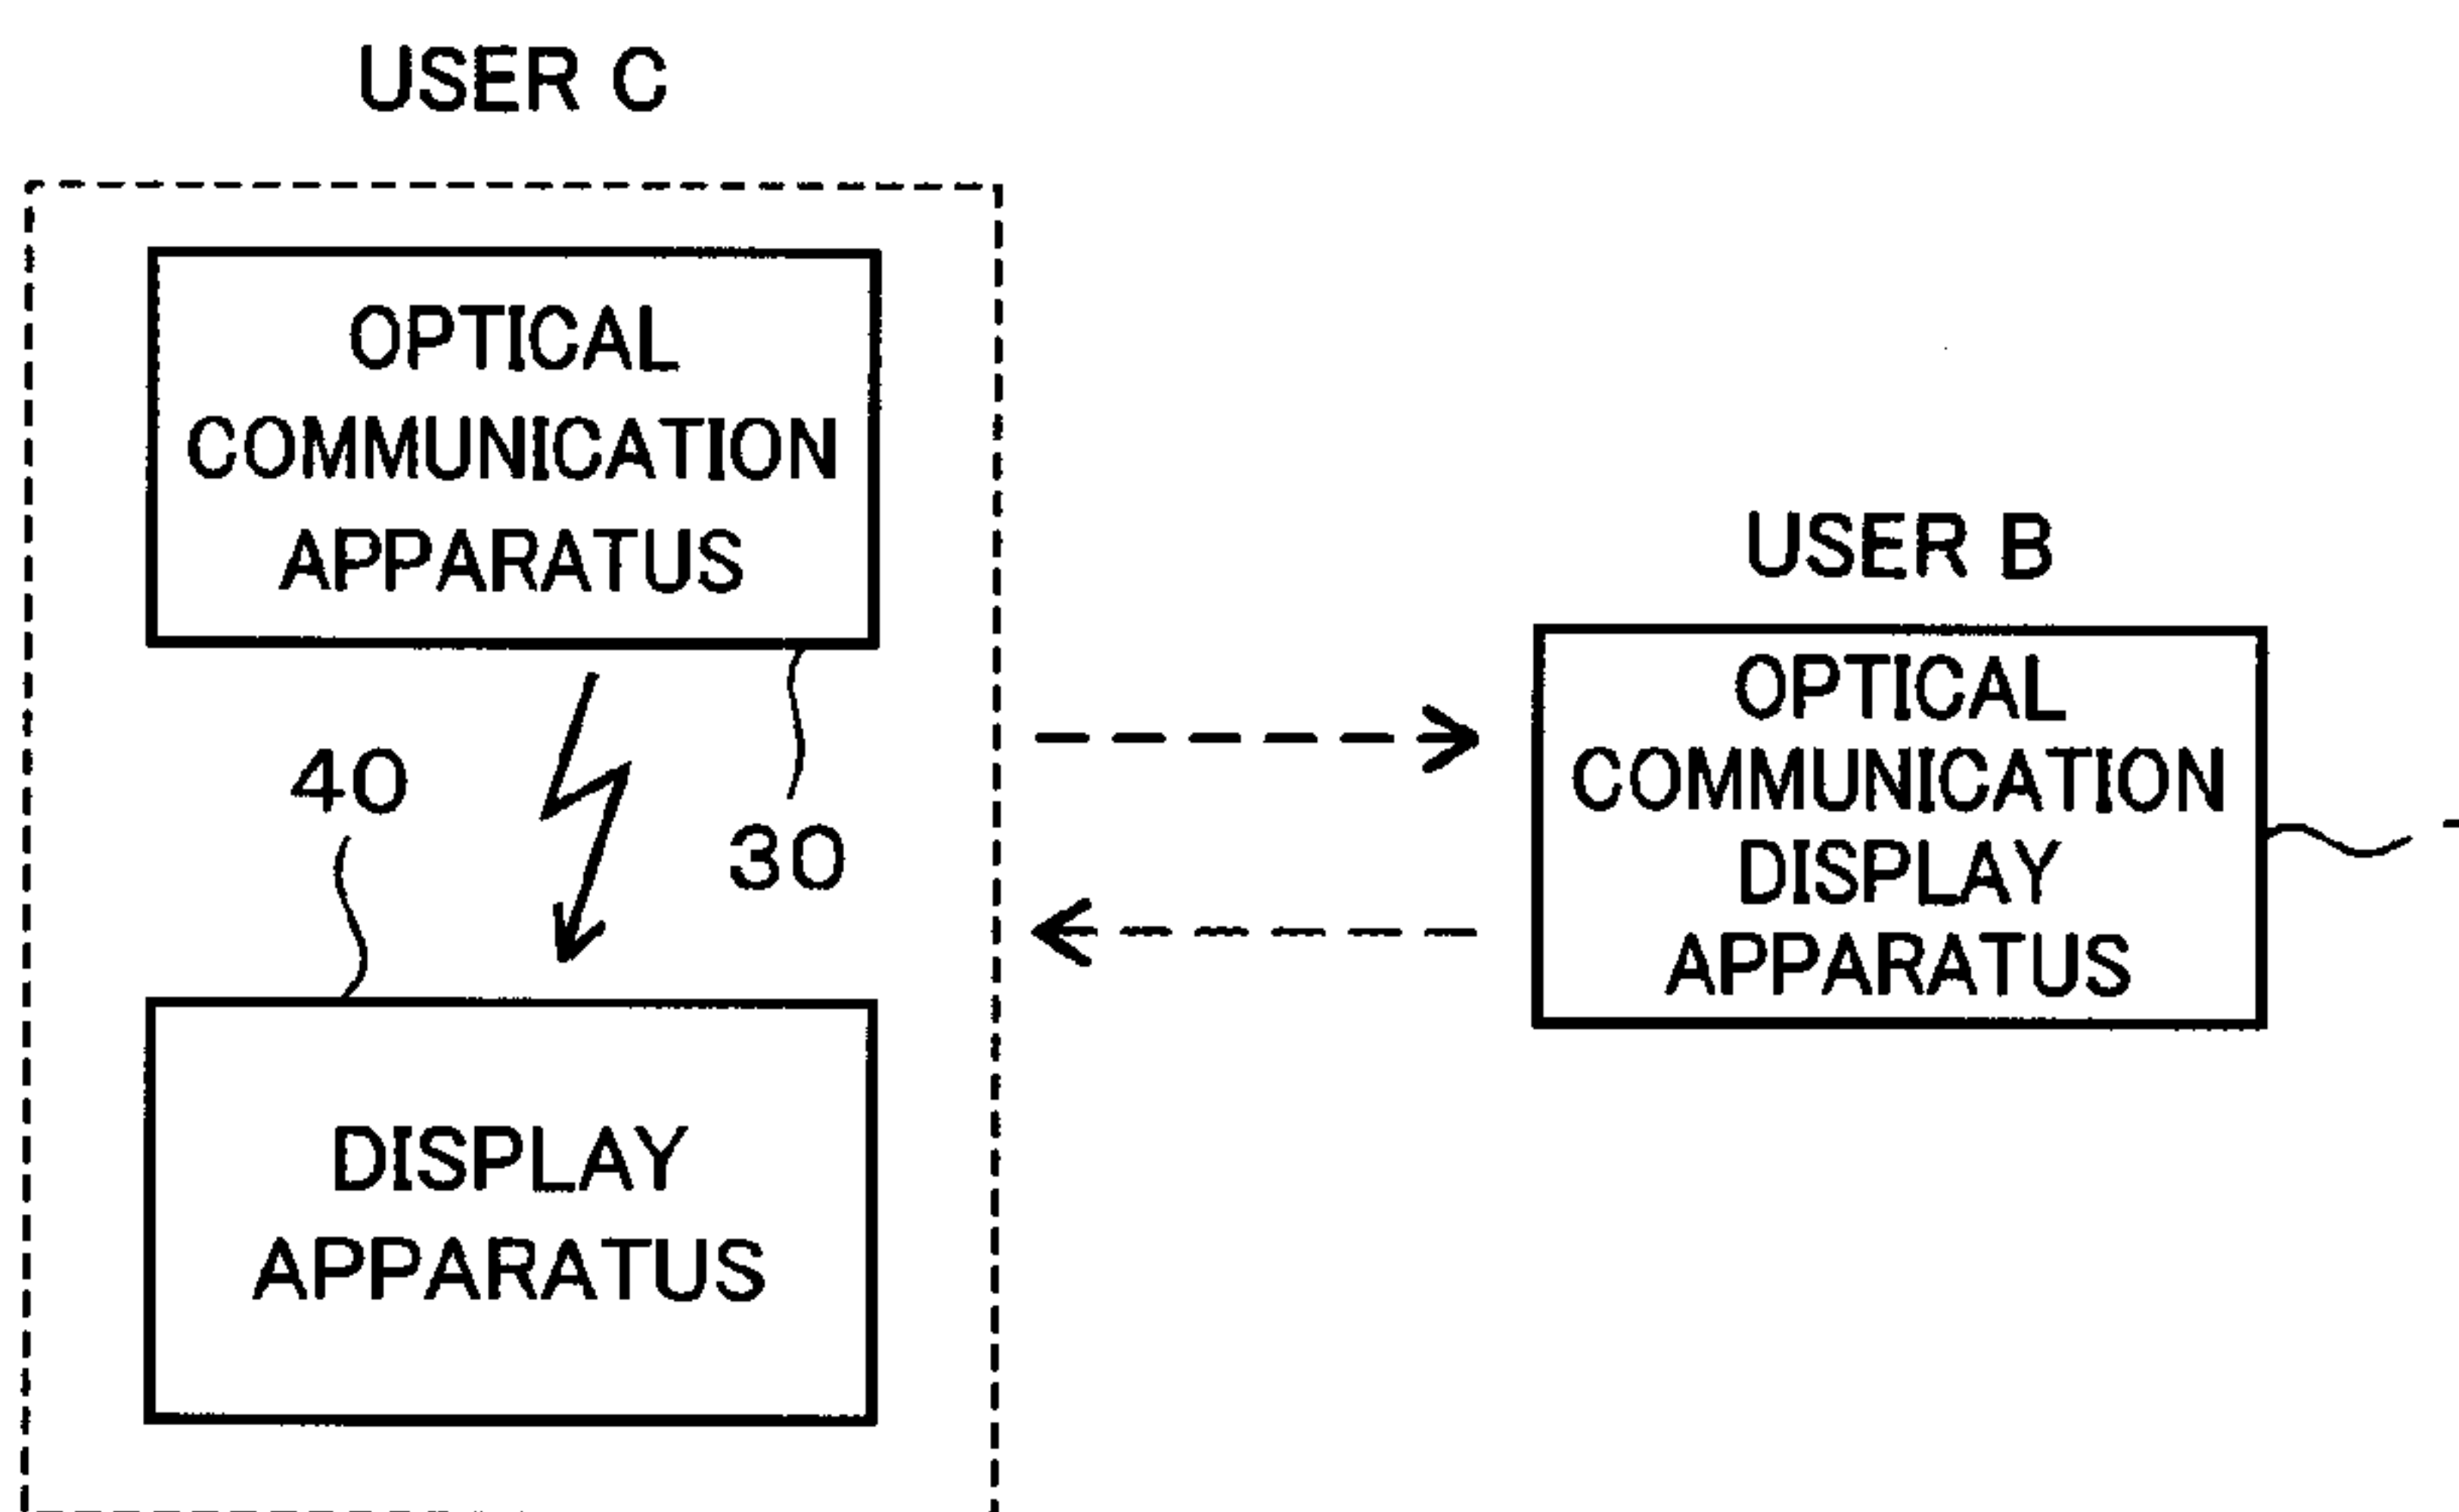 USER C
OPTICAL
COMMUNICATION
APPARATUS
40
30
DISPLAY
APPARATUS
USER B
OPTICAL
COMMUNICATION
DISPLAY
APPARATUS